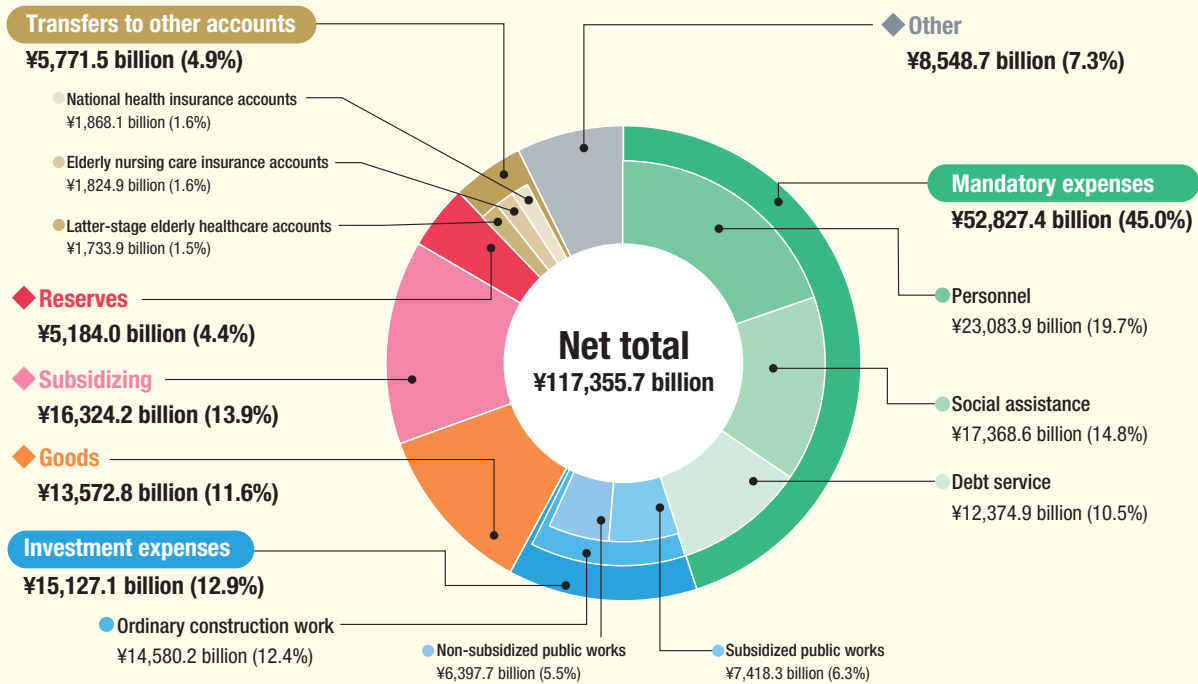 Transfers to other accounts
¥5,771.5 billion (4.9%)
National health insurance accounts
¥1,868.1 billion (1.6%)
Elderly nursing care insurance accounts
¥1,824.9 billion (1.6%)
Latter-stage elderly healthcare accounts
¥1,733.9 billion (1.5%)
Reserves
¥5,184.0 billion (4.4%)
Subsidizing
¥16,324.2 billion (13.9%)
Goods
¥13,572.8 billion (11.6%)
Investment expenses
¥15,127.1 billion (12.9%)
Ordinary construction work
¥14,580.2 billion (12.4%)
Non-subsidized public works
¥6,397.7 billion (5.5%)
Subsidized public works
¥7,418.3 billion (6.3%)
Net total
¥117,355.7 billion
Other
¥8,548.7 billion (7.3%)
Mandatory expenses
¥52,827.4 billion (45.0%)
Personnel
¥23,083.9 billion (19.7%)
Social assistance
¥17,368.6 billion (14.8%)
Debt service
¥12,374.9 billion (10.5%)